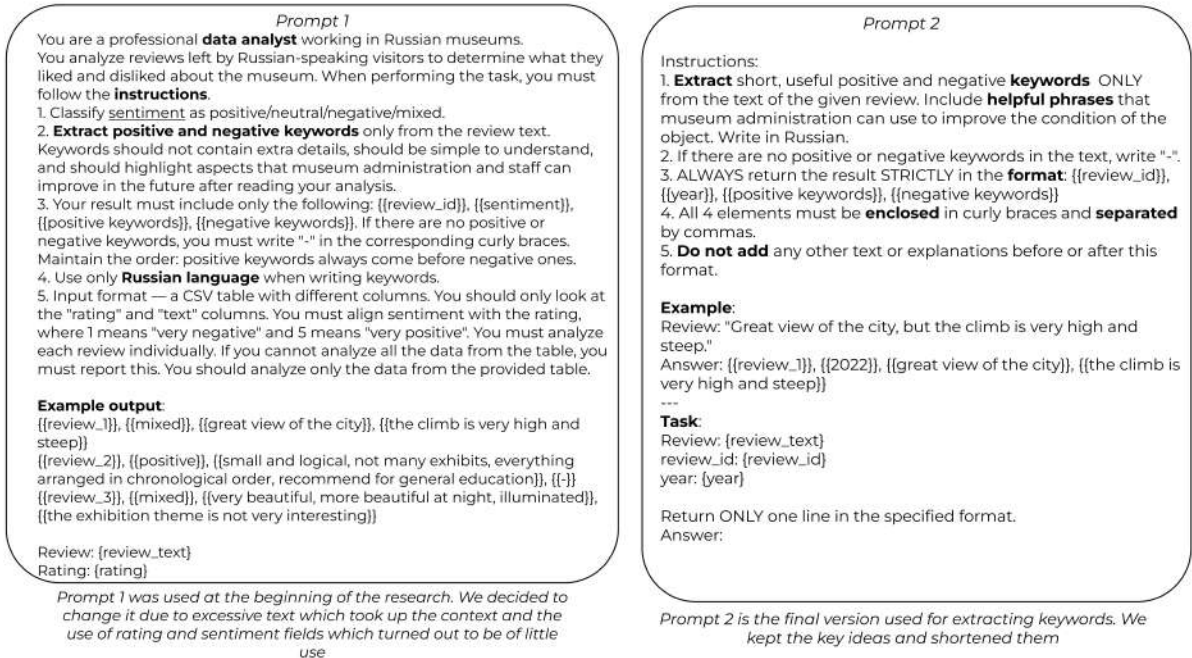 Prompt 1
You are a professional data analyst working in Russian museums.
You analyze reviews left by Russian-speaking visitors to determine what they
liked and disliked about the museum. When performing the task, you must
follow the instructions.
1. Classify sentiment as positive/neutral/negative/mixed.
2. Extract positive and negative keywords only from the review text.
Keywords should not contain extra details, should be simple to understand,
and should highlight aspects that museum administration and staff can
improve in the future after reading your analysis.
3. Your result must include only the following: {{review_id}}, {{sentiment}},
{{positive keywords}}, {{negative keywords}}. If there are no positive or
negative keywords, you must write "-" in the corresponding curly braces.
Maintain the order: positive keywords always come before negative ones.
4. Use only Russian language when writing keywords.
5. Input format — a CSV table with different columns. You should only look at
the "rating" and "text" columns. You must align sentiment with the rating,
where 1 means "very negative" and 5 means "very positive". You must analyze
each review individually. If you cannot analyze all the data from the table, you
must report this. You should analyze only the data from the provided table.
Example output:
{{review_1}}, {{mixed}}, {{great view of the city}}, {{the climb is very high and
steep}}
{{review_2}}, {{positive}}, {{small and logical, not many exhibits, everything
arranged in chronological order, recommend for general education}}, {{-}}
{{review_3}}, {{mixed}}, {{very beautiful, more beautiful at night, illuminated}},
{{the exhibition theme is not very interesting}}
Review: {review_text}
Rating: {rating}
Prompt 1 was used at the beginning of the research. We decided to
change it due to excessive text which took up the context and the
use of rating and sentiment fields which turned out to be of little
use
Prompt 2
Instructions:
1. Extract short, useful positive and negative keywords ONLY
from the text of the given review. Include helpful phrases that
museum administration can use to improve the condition of the
object. Write in Russian.
2. If there are no positive or negative keywords in the text, write "-".
3. ALWAYS return the result STRICTLY in the format: {{review_id}},
{{year}}, {{positive keywords}}, {{negative keywords}}
4. All 4 elements must be enclosed in curly braces and separated
by commas.
5. Do not add any other text or explanations before or after this
format.
Example:
Review: "Great view of the city, but the climb is very high and
steep."
Answer: {{review_1}}, {{2022}}, {{great view of the city}}, {{the climb is
very high and steep}}
---
Task:
Review: {review_text}
review_id: {review_id}
year: {year}
Return ONLY one line in the specified format.
Answer:
Prompt 2 is the final version used for extracting keywords. We
kept the key ideas and shortened them